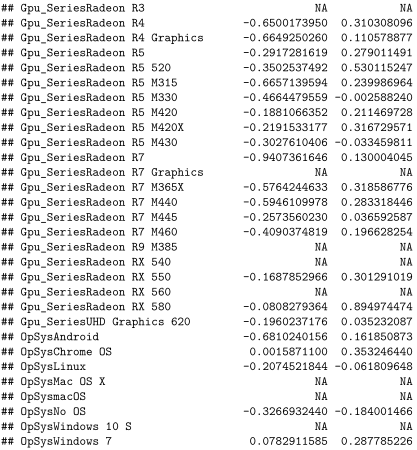 ## Gpu_SeriesRadeon R3 NA NA
## Gpu_SeriesRadeon R4 -0.6500173950 0.310308096
## Gpu_SeriesRadeon R4 Graphics -0.6649250260 0.110578877
## Gpu_SeriesRadeon R5 -0.2917281619 0.279011491
## Gpu_SeriesRadeon R5 520 -0.3502537492 0.530115247
## Gpu_SeriesRadeon R5 M315 -0.6657139594 0.239986964
## Gpu_SeriesRadeon R5 M330 -0.4664479559 -0.002588240
## Gpu_SeriesRadeon R5 M420 -0.1881066352 0.211469728
## Gpu_SeriesRadeon R5 M420X -0.2191533177 0.316729571
## Gpu_SeriesRadeon R5 M430 -0.3027610406 -0.033459811
## Gpu_SeriesRadeon R7 -0.9407361646 0.130004045
## Gpu_SeriesRadeon R7 Graphics NA NA
## Gpu_SeriesRadeon R7 M365X -0.5764244633 0.318586776
## Gpu_SeriesRadeon R7 M440 -0.5946109978 0.283318446
## Gpu_SeriesRadeon R7 M445 -0.2573560230 0.036592587
## Gpu_SeriesRadeon R7 M460 -0.4090374819 0.196628254
## Gpu_SeriesRadeon R9 M385 NA NA
## Gpu_SeriesRadeon RX 540 NA NA
## Gpu_SeriesRadeon RX 550 -0.1687852966 0.301291019
## Gpu_SeriesRadeon RX 560 NA NA
## Gpu_SeriesRadeon RX 580 -0.0808279364 0.894974474
## Gpu_SeriesUHD Graphics 620 -0.1960237176 0.035232087
## OpSysAndroid -0.6810240156 0.161850873
## OpSysChrome OS 0.0015871100 0.353246440
## OpSysLinux -0.2074521844 -0.061809648
## OpSysMac OS X NA NA
## OpSysmacOS NA NA
## OpSysNo OS -0.3266932440 -0.184001466
## OpSysWindows 10 S NA NA
## OpSysWindows 7 0.0782911585 0.287785226